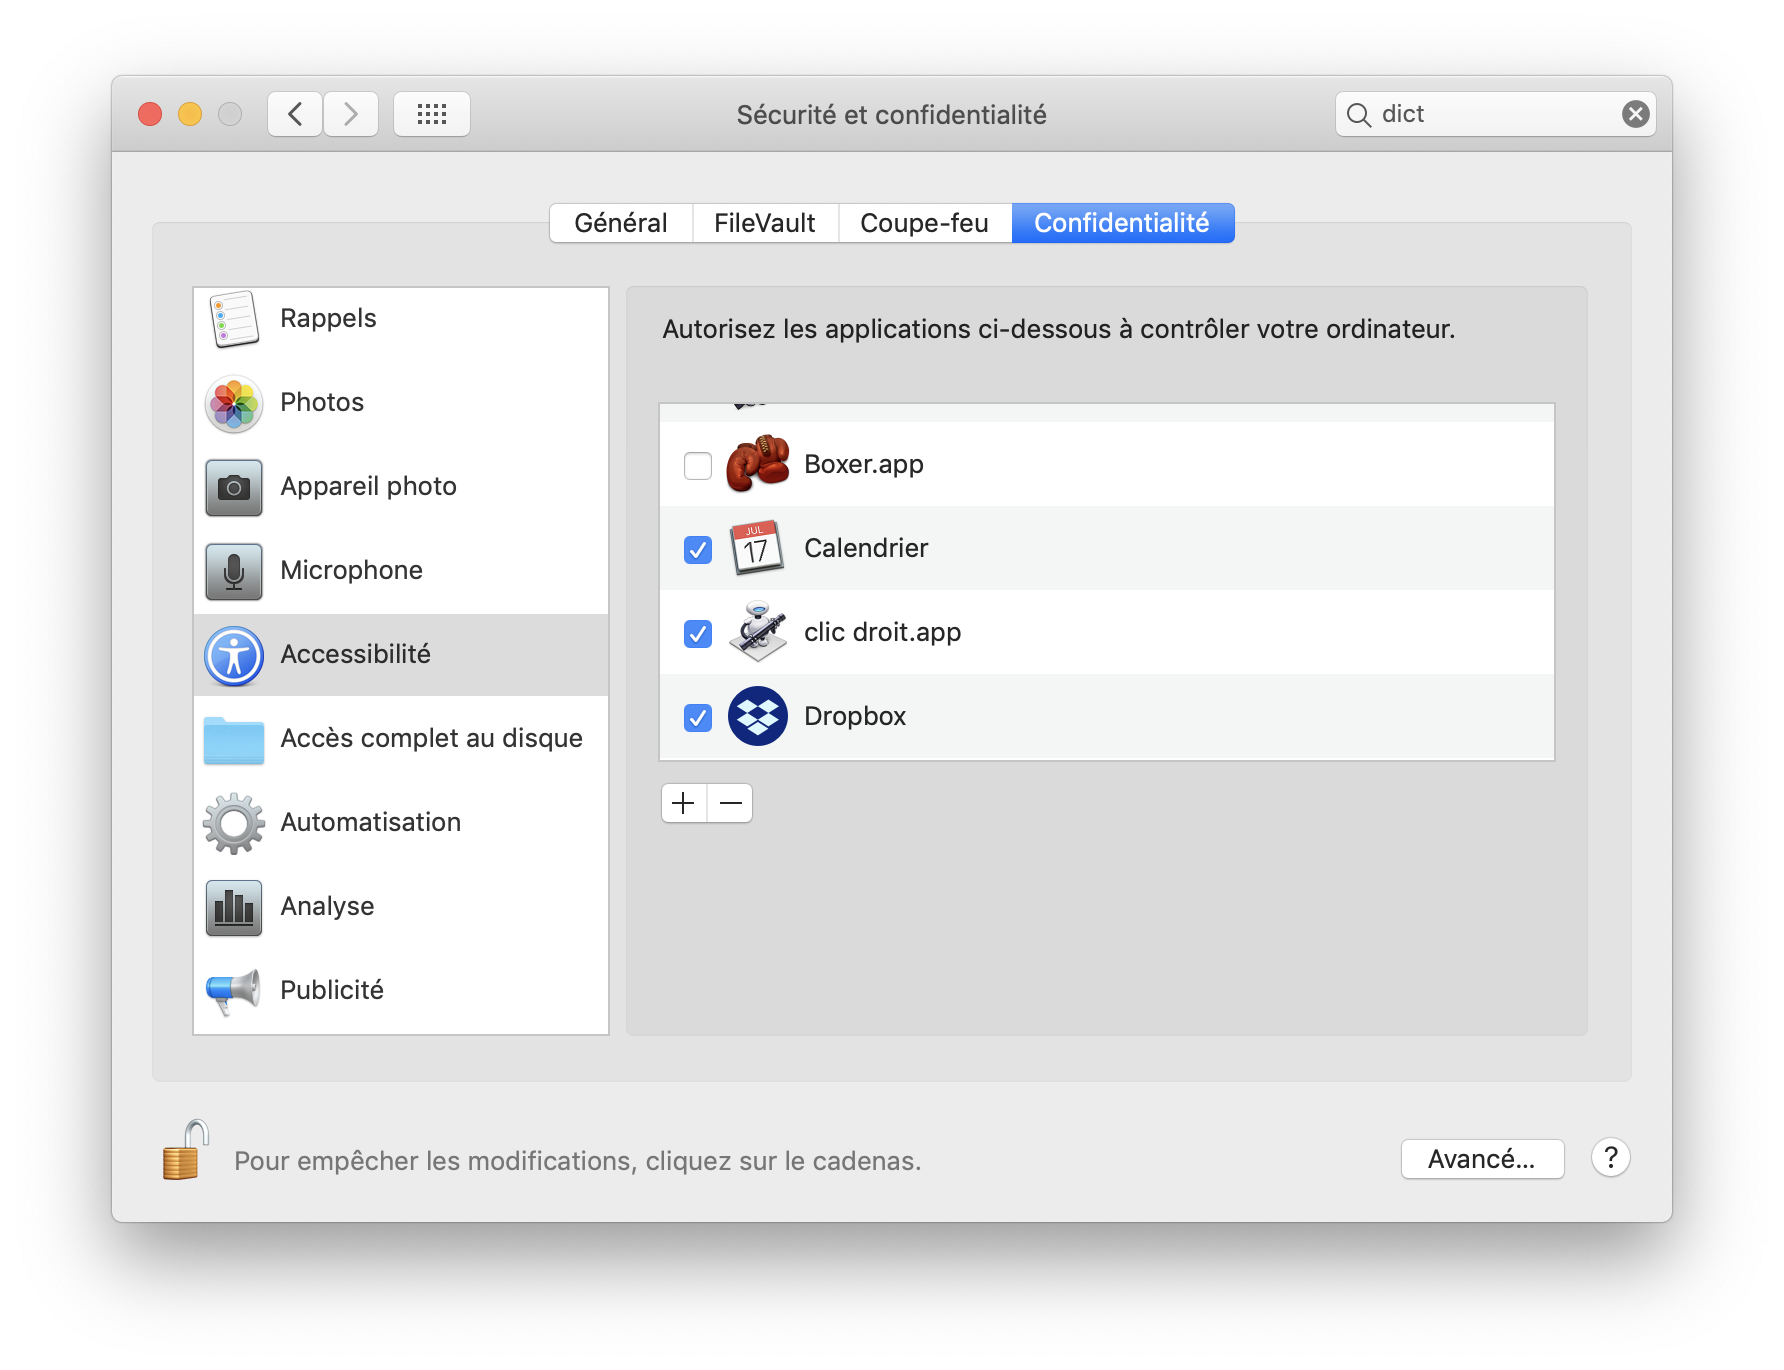 Sécurité et confidentialité
dict
Général
FileVault
Coupe-feu
Confidentialité
Rappels
Photos
Appareil photo
Microphone
Accessibilité
Accès complet au disque
Automatisation
Analyse
Publicité
Autorisez les applications ci-dessous à contrôler votre ordinateur.
Boxer.app
JUL
17
Calendrier
clic droit.app
Dropbox
Pour empêcher les modifications, cliquez sur le cadenas.
Avancé...
?